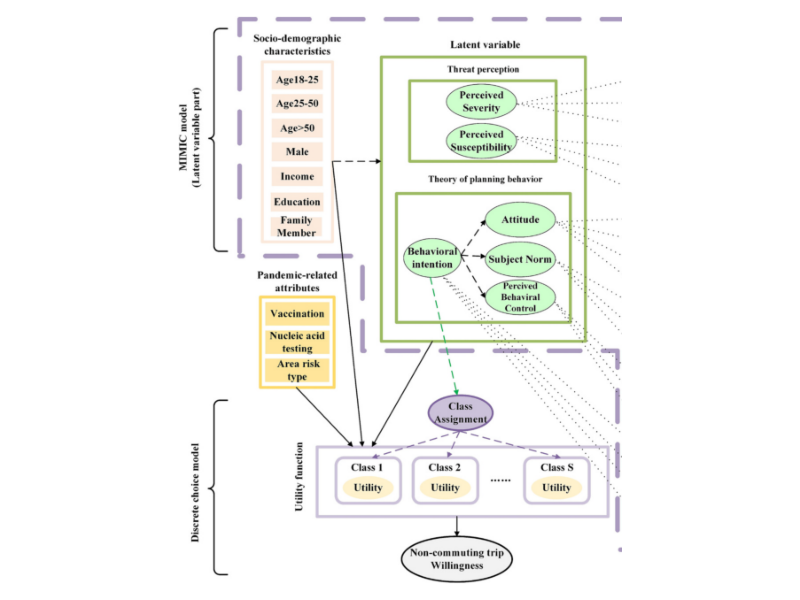 Socio-demographic
characteristics
Age18-25
Age25-50
Age>50
Male
Income
Education
Family
Member
MIMIC model
(Latent variable part)
Latent variable
Threat perception
Perceived
Severity
Perceived
Susceptibility
Theory of planning behavior
Behavioral
intention
Attitude
Subject Norm
Percived
Behaviral
Control
Pandemic-related
attributes
Vaccination
Nucleic acid
testing
Area risk
type
Discrete choice model
Class
Assignment
Utility function
Class 1
Utility
Class 2
Utility
......
Class S
Utility
Non-commuting trip
Willingness